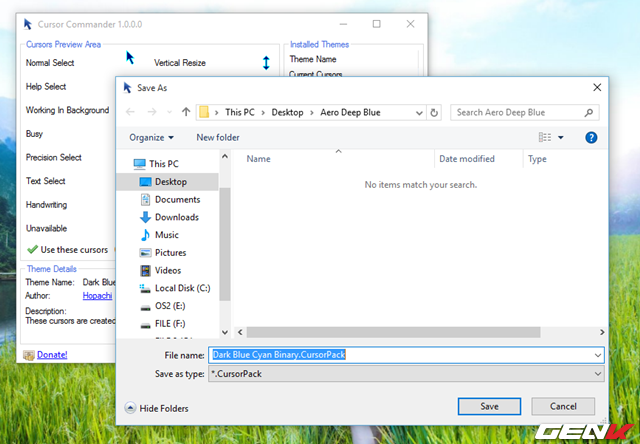 Cursor Commander 1.0.0.0
Cursors Preview Area
Installed Themes
Normal Select
Vertical Resize
Theme Name
Current Cursors
Help Select
Working In Background
Busy
Precision Select
Text Select
Handwriting
Unavailable
Use these cursors
Theme Details
Theme Name: Dark Blue
Author: Hopachi
Description:
These cursors are created
Donate!
Save As
This PC > Desktop > Aero Deep Blue
Search Aero Deep Blue
Organize
New folder
Name
Date modified
Type
No items match your search.
This PC
Desktop
Documents
Downloads
Music
Pictures
Videos
Local Disk (C:)
OS2 (E:)
FILE (F:)
File name: Dark Blue Cyan Binary.CursorPack
Save as type: *.CursorPack
Hide Folders
Save
Cancel
GENK